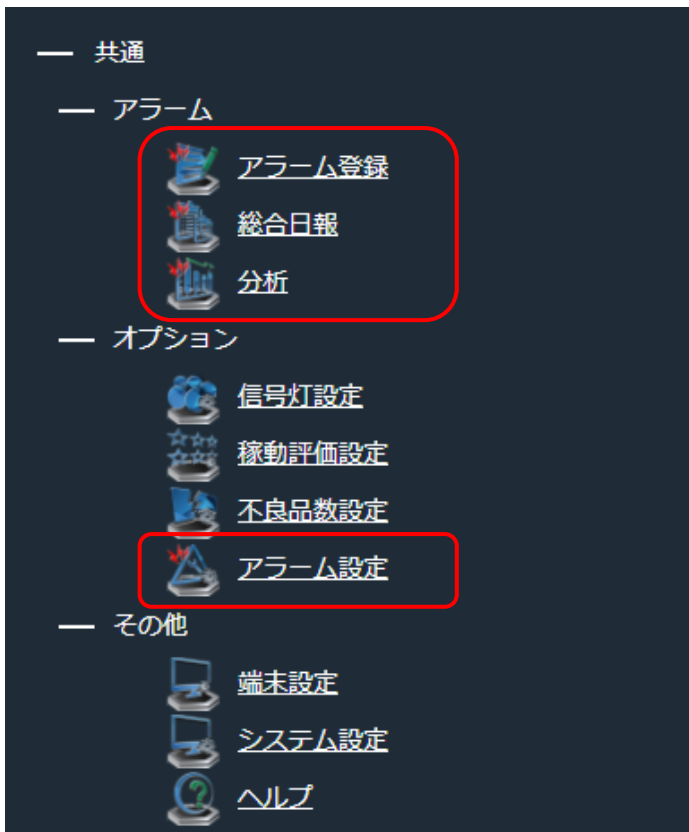 共通
アラーム
アラーム登録
総合日報
分析
オプション
信号灯設定
稼動評価設定
不良品数設定
アラーム設定
その他
端末設定
システム設定
ヘルプ